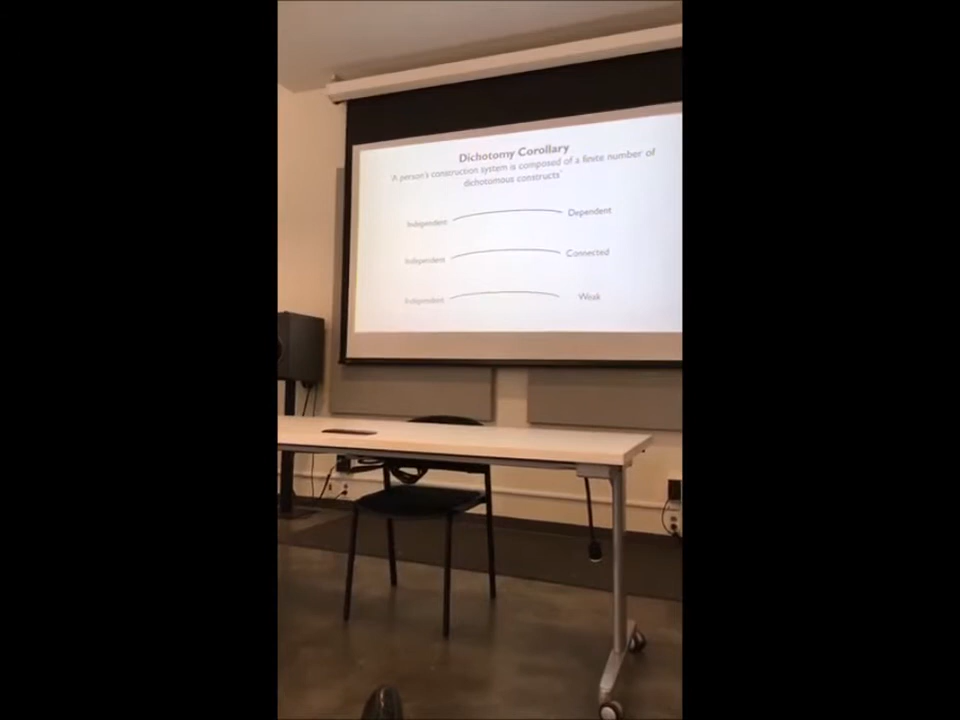 Dichotomy Corollary
'A person's construction system is composed of a finite number of
dichotomous constructs'
Independent Dependent
Independent Connected
Independent Weak